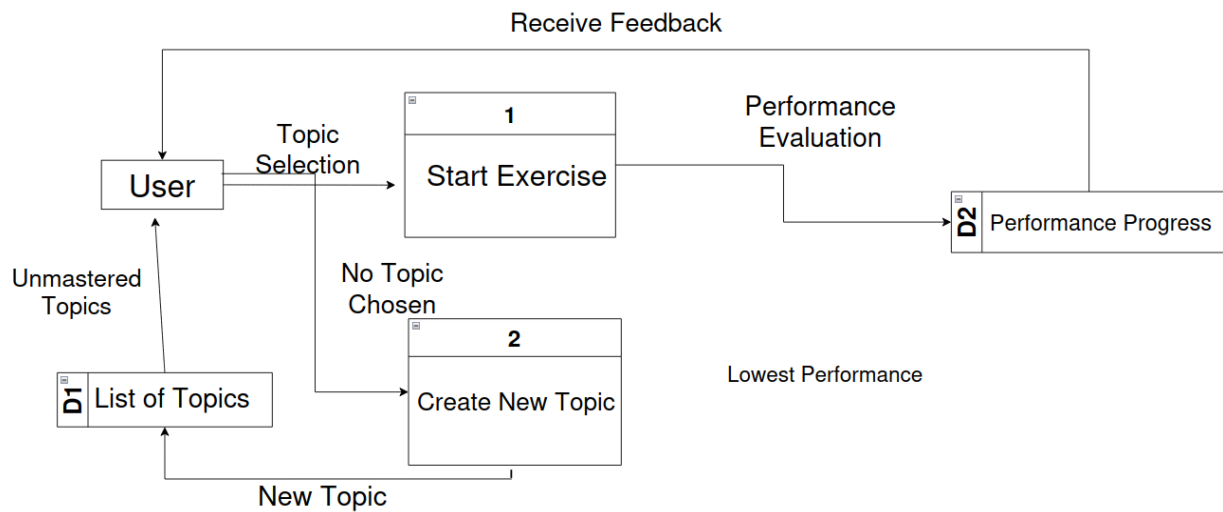 Receive Feedback
1
Performance
Evaluation
Topic
Selection
Start Exercise
User
D2
Performance Progress
Unmastered
Topics
No Topic
Chosen
2
D1
List of Topics
Create New Topic
Lowest Performance
New Topic